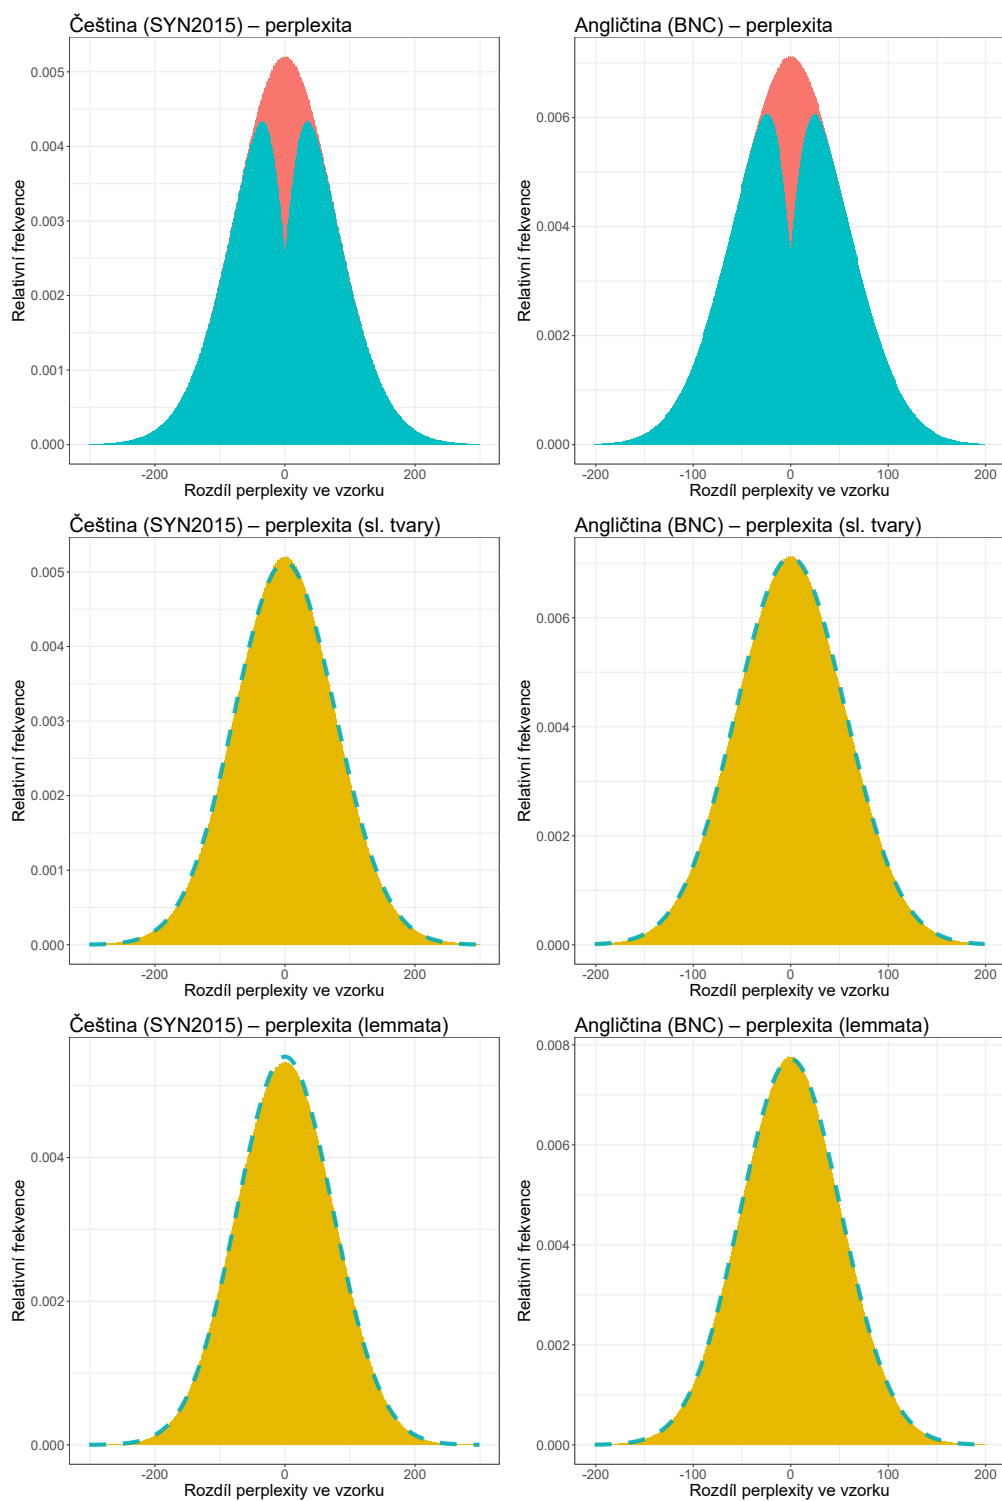 Čeština (SYN2015) – perplexita
0.005
0.004
0.003
0.002
0.001
0.000
Relativní frekvence
-200 0 200
Rozdíl perplexity ve vzorku
Angličtina (BNC) – perplexita
0.006
0.004
0.002
0.000
Relativní frekvence
-200 -100 0 100 200
Rozdíl perplexity ve vzorku
Čeština (SYN2015) – perplexita (sl. tvary)
0.005
0.004
0.003
0.002
0.001
0.000
Relativní frekvence
-200 0 200
Rozdíl perplexity ve vzorku
Angličtina (BNC) – perplexita (sl. tvary)
0.006
0.004
0.002
0.000
Relativní frekvence
-200 -100 0 100 200
Rozdíl perplexity ve vzorku
Čeština (SYN2015) – perplexita (lemmata)
0.004
0.002
0.000
Relativní frekvence
-200 0 200
Rozdíl perplexity ve vzorku
Angličtina (BNC) – perplexita (lemmata)
0.008
0.006
0.004
0.002
0.000
Relativní frekvence
-200 -100 0 100 200
Rozdíl perplexity ve vzorku